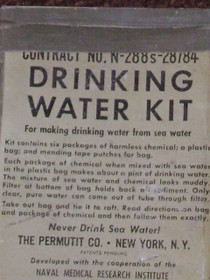 CONTRACT NO. N-288s-28784
DRINKING
WATER KIT
For making drinking water from sea water
Kit contains six packages of harmless chemical; a plastic
bag; and mending tape patches for bag.
Each package of chemical when mixed with sea water
in the plastic bag makes about a pint of drinking water.
The mixture of sea water and chemical looks muddy.
Filter at bottom of bag holds back Only
clear, pure water can come out of tube through filter.
Take out bag and tie it to raft. Read directions on bag
and package of chemical and then follow them exactly.
Never Drink Sea Water!
THE PERMUTIT CO. • NEW YORK, N. Y.
PATENTS PENDING
Developed with the cooperation of the
NAVAL MEDICAL RESEARCH INSTITUTE